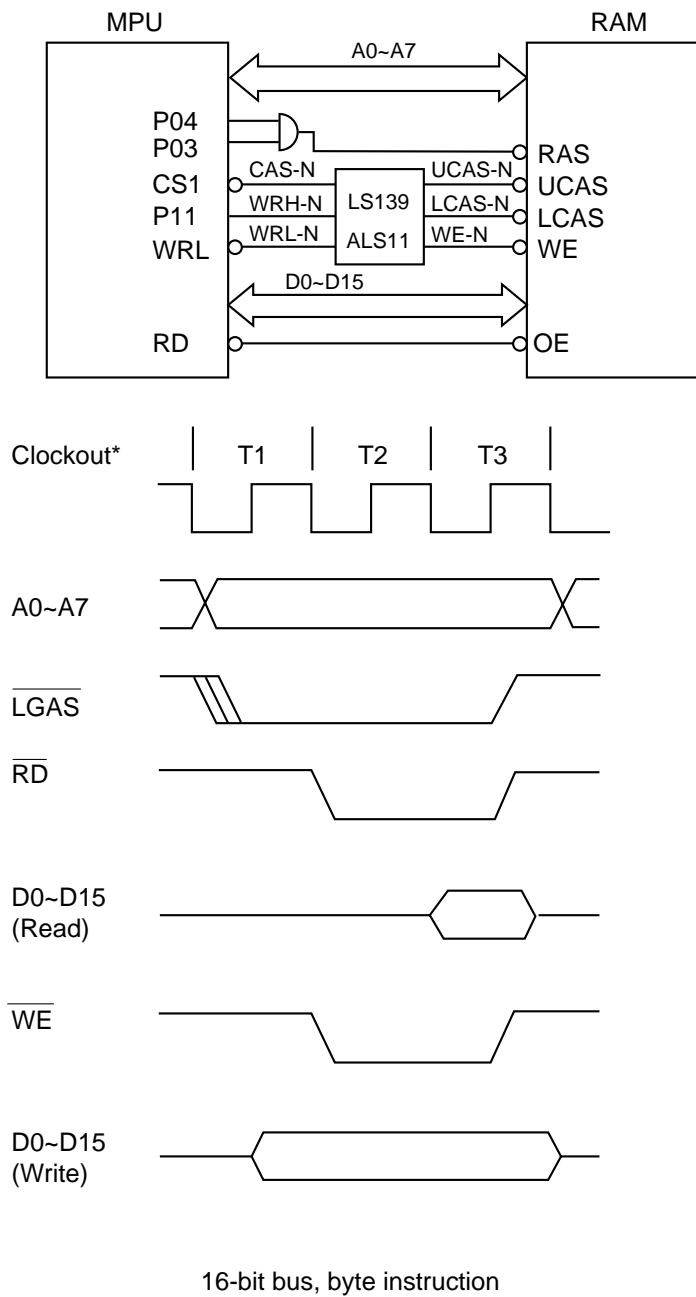 MPU RAM
A0~A7
P04
P03
RAS
CS1 CAS-N UCAS-N UCAS
LS139
P11 WRH-N LCAS-N LCAS
WRL WRL-N ALS11 WE-N WE
D0~D15
RD OE
Clockout* T1 T2 T3
A0~A7
LGAS
RD
D0~D15
(Read)
WE
D0~D15
(Write)
16-bit bus, byte instruction